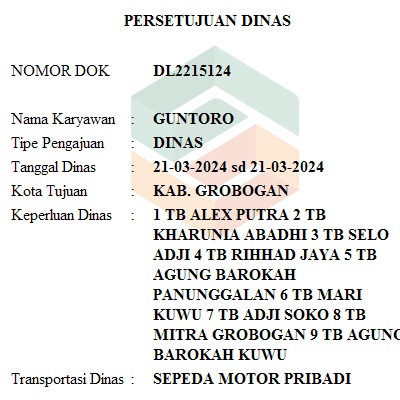 PERSETUJUAN DINAS
NOMOR DOK DL2215124
Nama Karyawan : GUNTORO
Tipe Pengajuan : DINAS
Tanggal Dinas : 21-03-2024 sd 21-03-2024
Kota Tujuan : KAB. GROBOGAN
Keperluan Dinas : 1 TB ALEX PUTRA 2 TB
KHARUNIA ABADHI 3 TB SELO
ADJI 4 TB RIHHAD JAYA 5 TB
AGUNG BAROKAH
PANUNGGALAN 6 TB MARI
KUWU 7 TB ADJI SOKO 8 TB
MITRA GROBOGAN 9 TB AGUNG
BAROKAH KUWU
Transportasi Dinas : SEPEDA MOTOR PRIBADI